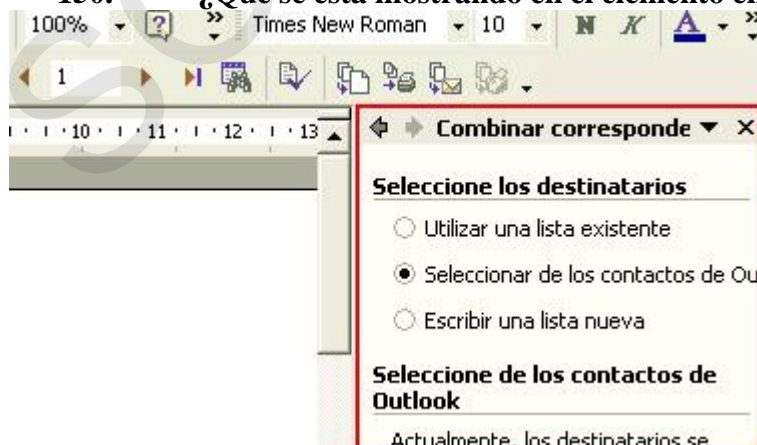 150. ¿Qué se está mostrando en el elemento en
100% Times New Roman 10 N K A
1
10 11 12 13 Combinar corresponde
Seleccione los destinatarios
Utilizar una lista existente
Seleccionar de los contactos de Ou
Escribir una lista nueva
Seleccione de los contactos de
Outlook
Actualmente, los destinatarios se